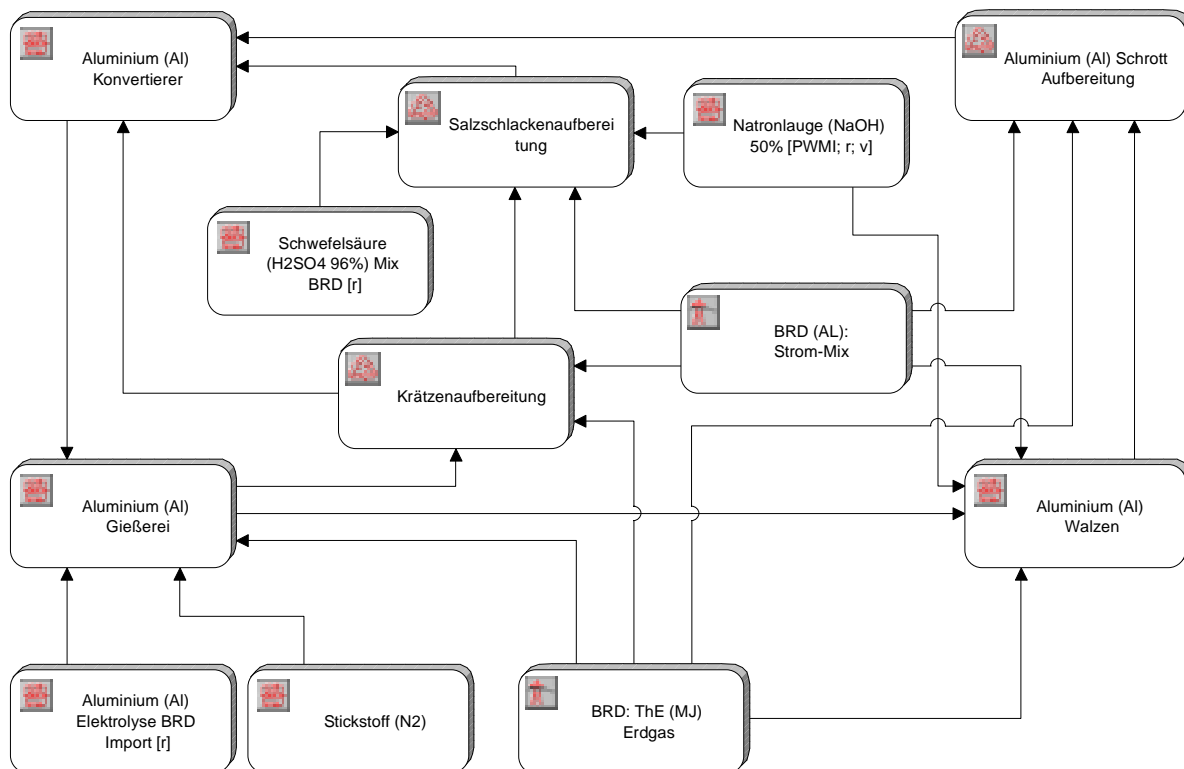 Aluminium (Al)
Konvertierer
Aluminium (Al) Schrott
Aufbereitung
Salzschlackenaufberei
tung
Natronlauge (NaOH)
50% [PWMI; r; v]
Schwefelsäure
(H2SO4 96%) Mix
BRD [r]
BRD (AL):
Strom-Mix
Krätzenaufbereitung
Aluminium (Al)
Gießerei
Aluminium (Al)
Walzen
Aluminium (Al)
Elektrolyse BRD
Import [r]
Stickstoff (N2)
BRD: ThE (MJ)
Erdgas